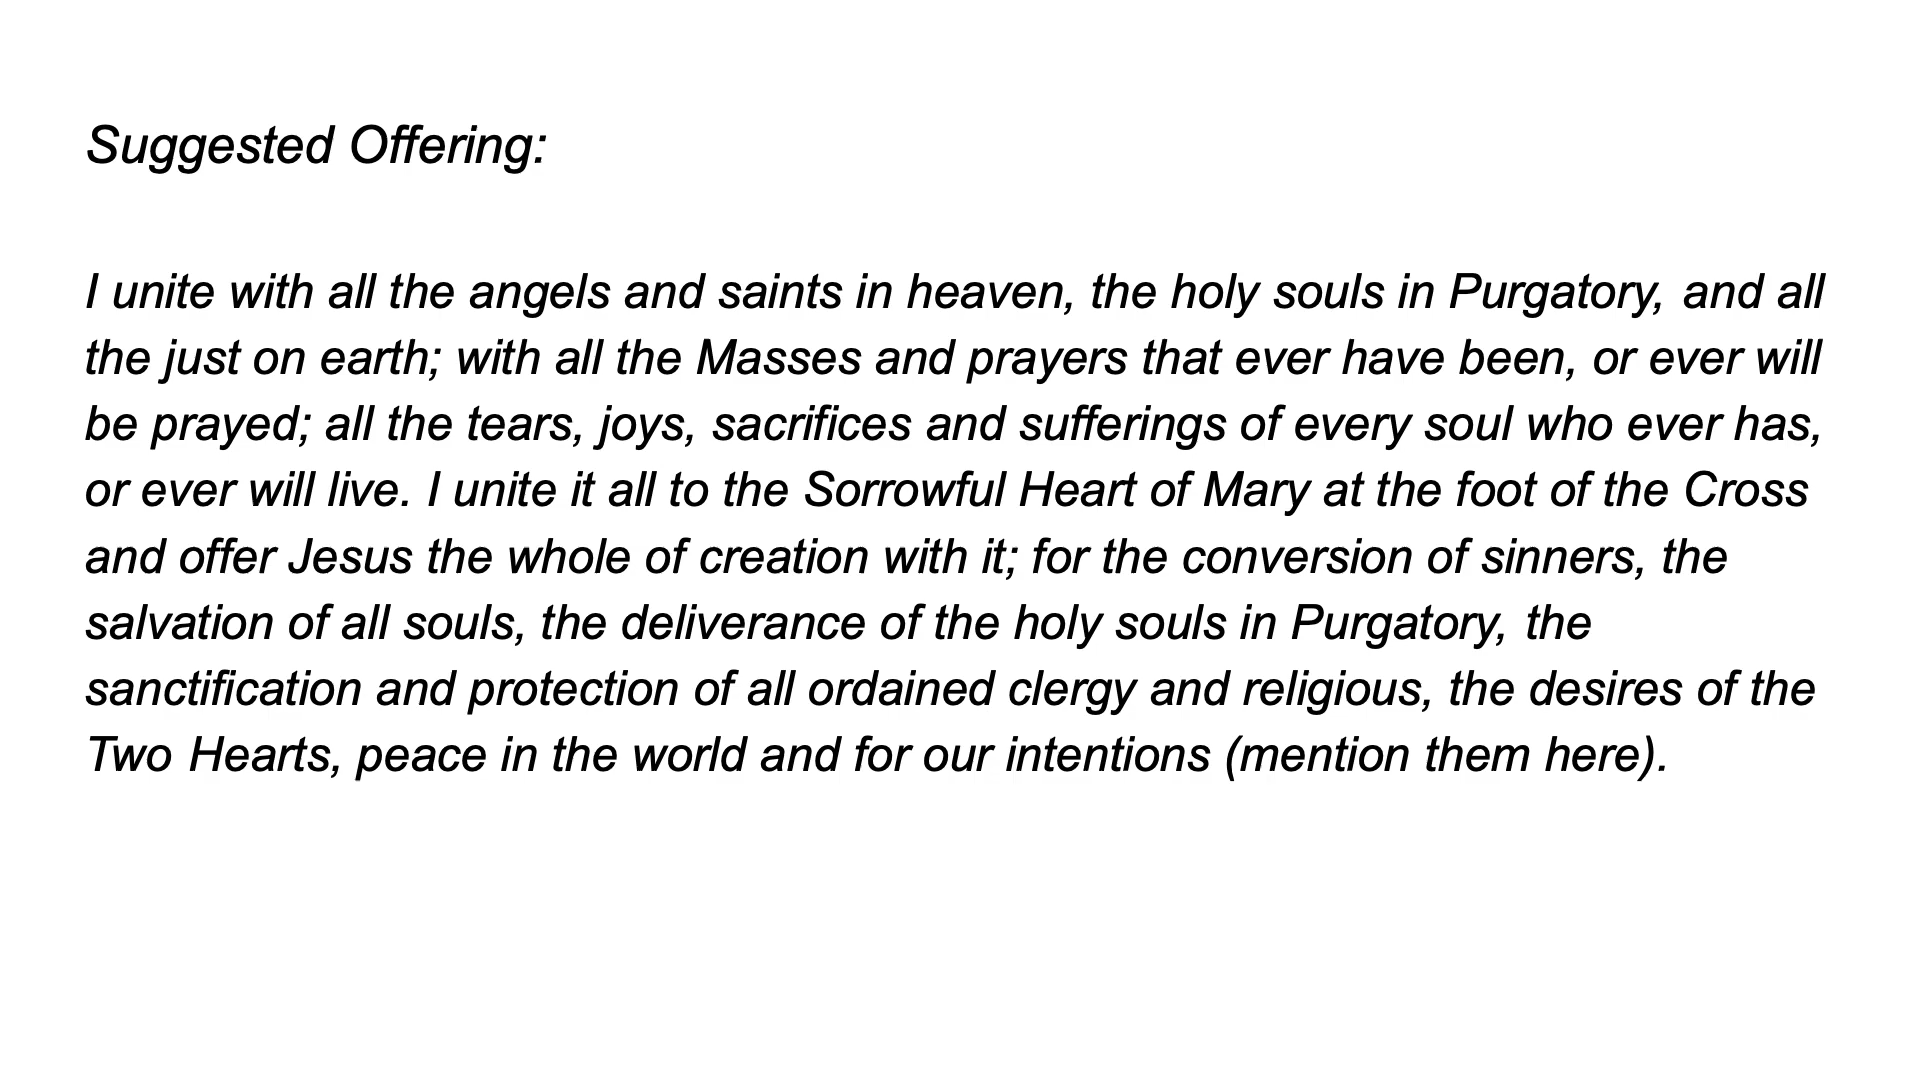 Suggested Offering:
I unite with all the angels and saints in heaven, the holy souls in Purgatory, and all
the just on earth; with all the Masses and prayers that ever have been, or ever will
be prayed; all the tears, joys, sacrifices and sufferings of every soul who ever has,
or ever will live. I unite it all to the Sorrowful Heart of Mary at the foot of the Cross
and offer Jesus the whole of creation with it; for the conversion of sinners, the
salvation of all souls, the deliverance of the holy souls in Purgatory, the
sanctification and protection of all ordained clergy and religious, the desires of the
Two Hearts, peace in the world and for our intentions (mention them here).